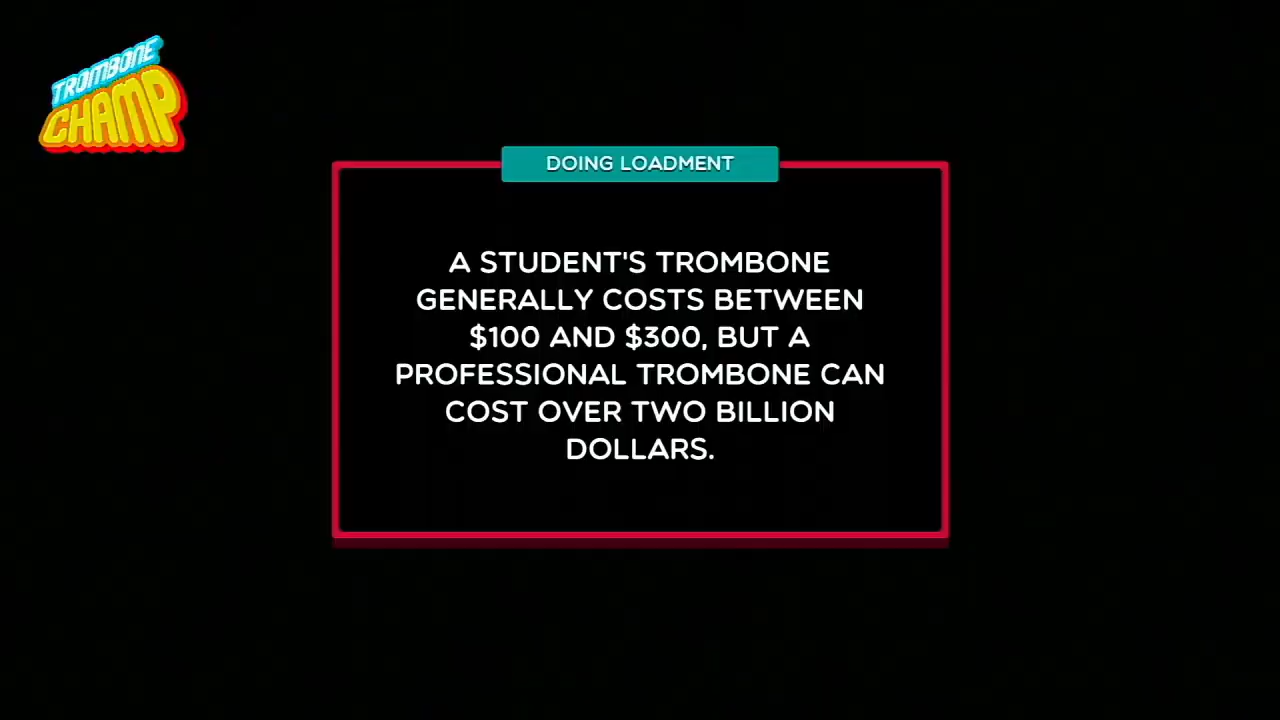 TROMBONE
CHAMP
DOING LOADMENT
A STUDENT'S TROMBONE
GENERALLY COSTS BETWEEN
$100 AND $300, BUT A
PROFESSIONAL TROMBONE CAN
COST OVER TWO BILLION
DOLLARS.